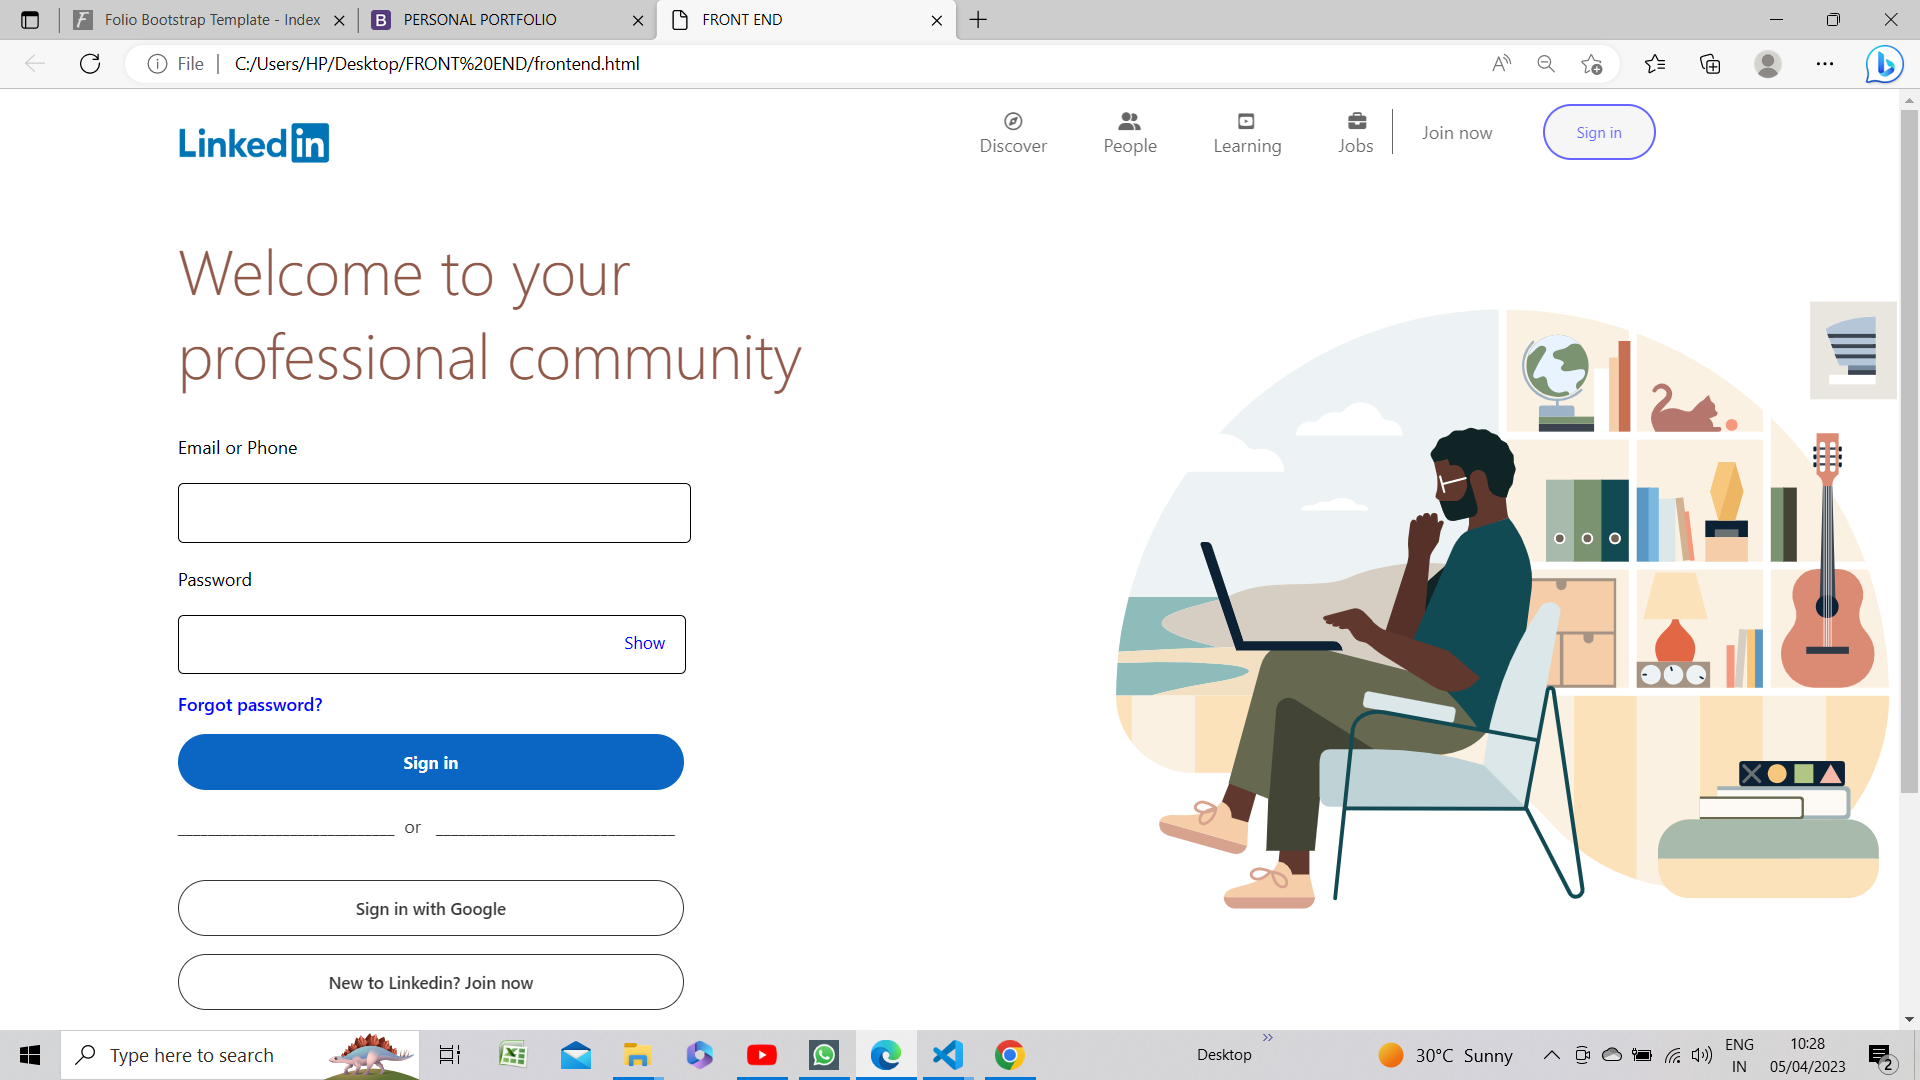 Folio Bootstrap Template - Index
PERSONAL PORTFOLIO
FRONT END
File
C:/Users/HP/Desktop/FRONT%20END/frontend.html
Linked in
Discover
People
Learning
Jobs
Join now
Sign in
Welcome to your
professional community
Email or Phone
Password
Show
Forgot password?
Sign in
or
Sign in with Google
New to Linkedin? Join now
Type here to search
Desktop
30°C Sunny
ENG
IN
10:28
05/04/2023
2